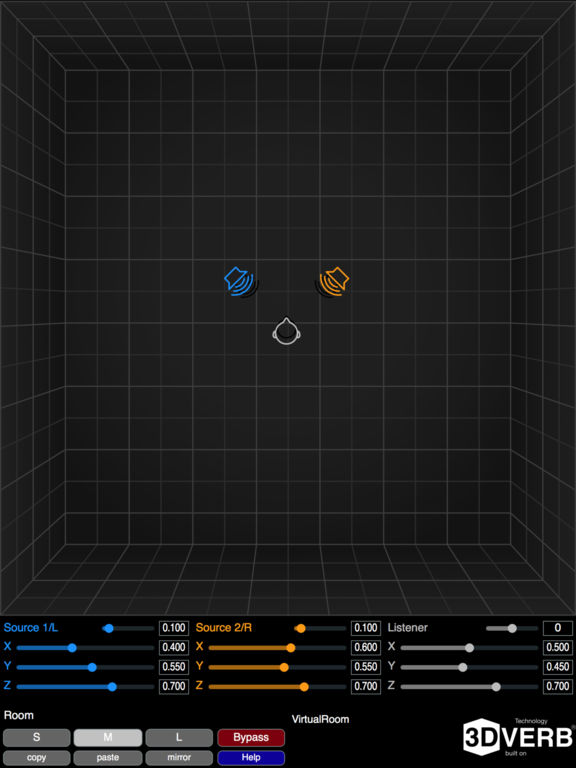 Source 1/L 0.100 Source 2/R 0.100 Listener 0
X 0.400 X 0.600 X 0.500
Y 0.550 Y 0.550 Y 0.450
Z 0.700 Z 0.700 Z 0.700
Room
VirtualRoom
S M L Bypass
copy paste mirror Help
Technology
3DVERB®
built on